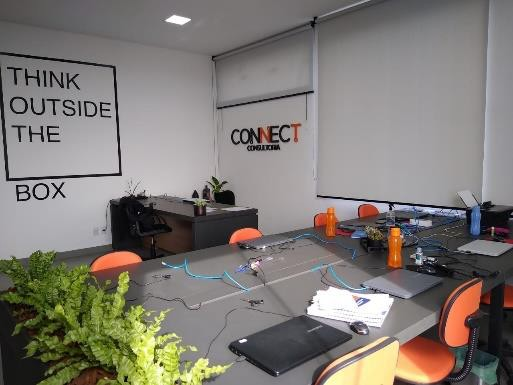 THINK
OUTSIDE
THE
BOX
CONNECT
CONSULTORIA